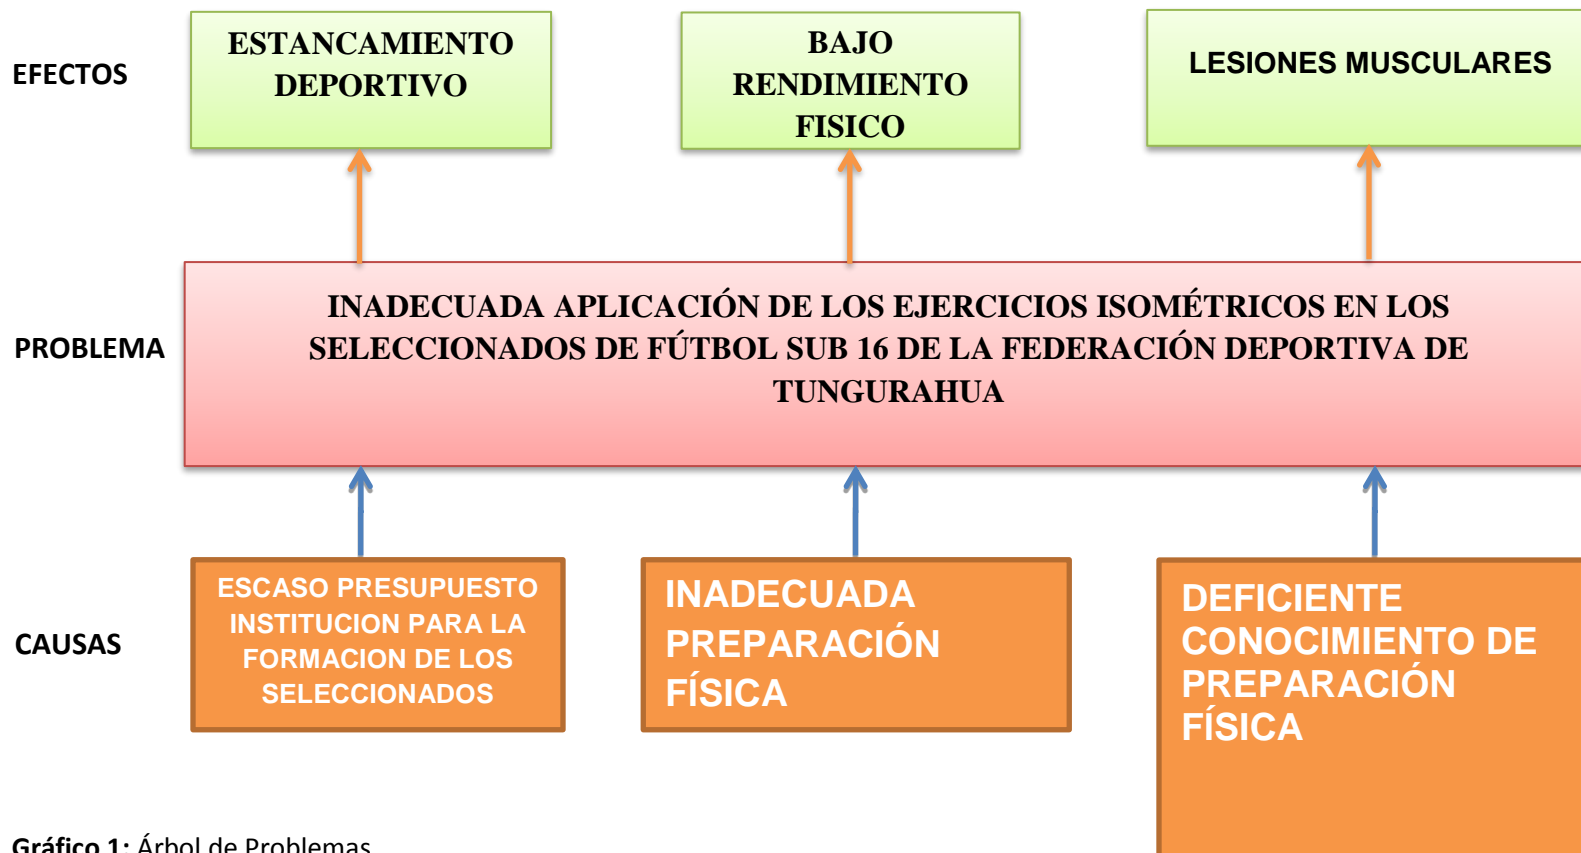 EFECTOS
ESTANCAMIENTO
DEPORTIVO
BAJO
RENDIMIENTO
FISICO
LESIONES MUSCULARES
PROBLEMA
INADECUADA APLICACIÓN DE LOS EJERCICIOS ISOMÉTRICOS EN LOS
SELECCIONADOS DE FÚTBOL SUB 16 DE LA FEDERACIÓN DEPORTIVA DE
TUNGURAHUA
CAUSAS
ESCASO PRESUPUESTO
INSTITUCION PARA LA
FORMACION DE LOS
SELECCIONADOS
INADECUADA
PREPARACIÓN
FÍSICA
DEFICIENTE
CONOCIMIENTO DE
PREPARACIÓN
FÍSICA
Gráfico 1: Árbol de Problemas